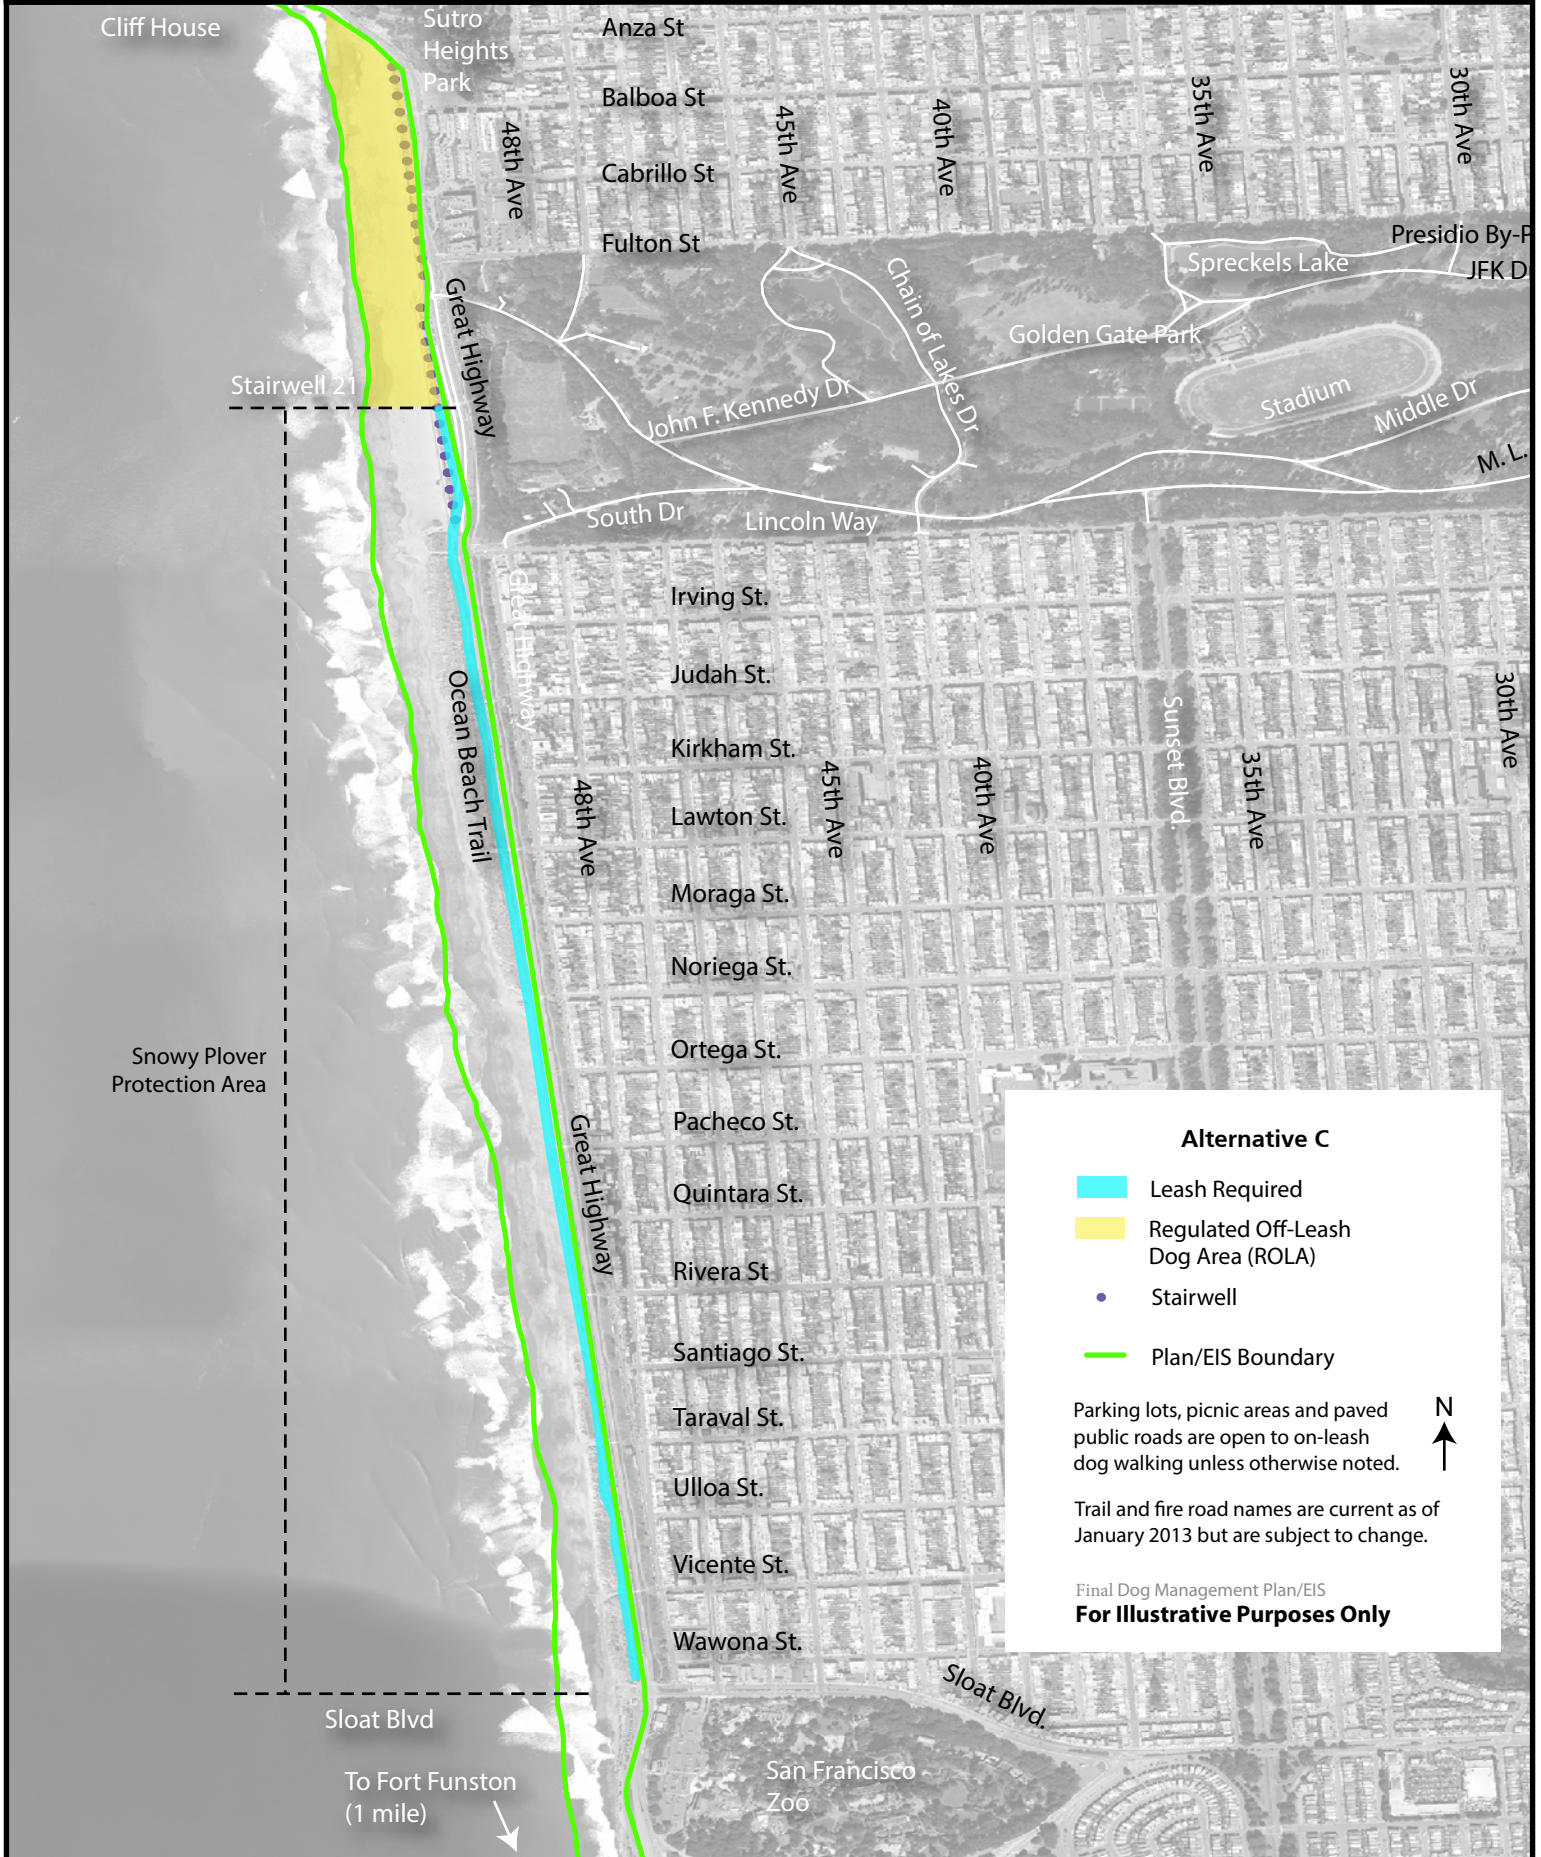 Cliff House
Sutro
Heights
Park
Anza St
Balboa St
Cabrillo St
Fulton St
48th Ave
45th Ave
40th Ave
35th Ave
30th Ave
Presidio By-P
JFK D
Spreckels Lake
Golden Gate Park
Chain of Lakes Dr
Great Highway
Stairwell 21
John F. Kennedy Dr
Stadium
Middle Dr
M. L.
South Dr
Lincoln Way
Great Highway
Irving St.
Judah St.
Kirkham St.
Lawton St.
Moraga St.
Noriega St.
Ortega St.
Pacheco St.
Quintara St.
Rivera St
Santiago St.
Taraval St.
Ulloa St.
Vicente St.
Wawona St.
Ocean Beach Trail
48th Ave
45th Ave
40th Ave
Sunset Blvd.
35th Ave
30th Ave
Snowy Plover
Protection Area
Great Highway
Sloat Blvd.
Sloat Blvd
To Fort Funston
(1 mile)
San Francisco
Zoo
Alternative C
Leash Required
Regulated Off-Leash
Dog Area (ROLA)
Stairwell
Plan/EIS Boundary
Parking lots, picnic areas and paved
public roads are open to on-leash
dog walking unless otherwise noted.
N
Trail and fire road names are current as of
January 2013 but are subject to change.
Final Dog Management Plan/EIS
For Illustrative Purposes Only